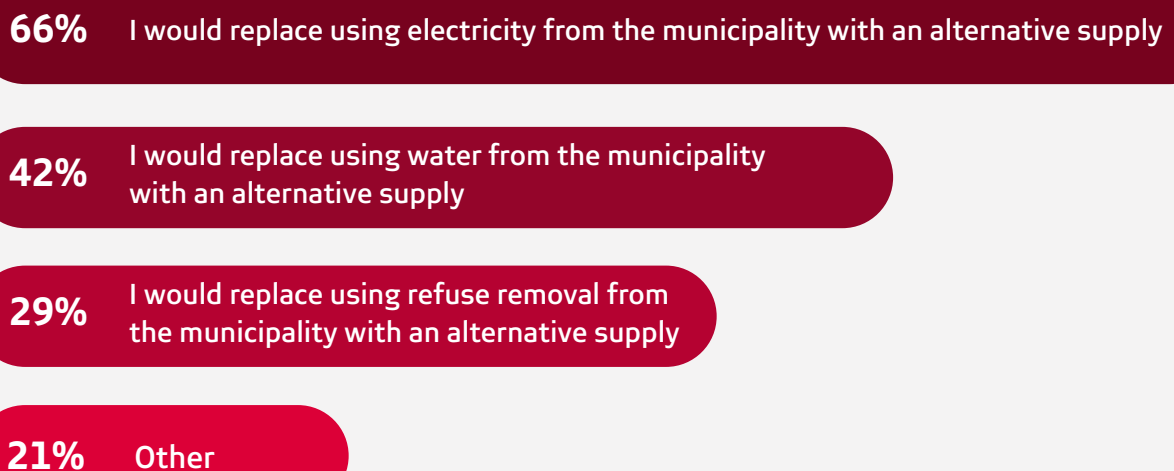 66% I would replace using electricity from the municipality with an alternative supply
42% I would replace using water from the municipality
with an alternative supply
29% I would replace using refuse removal from
the municipality with an alternative supply
21% Other